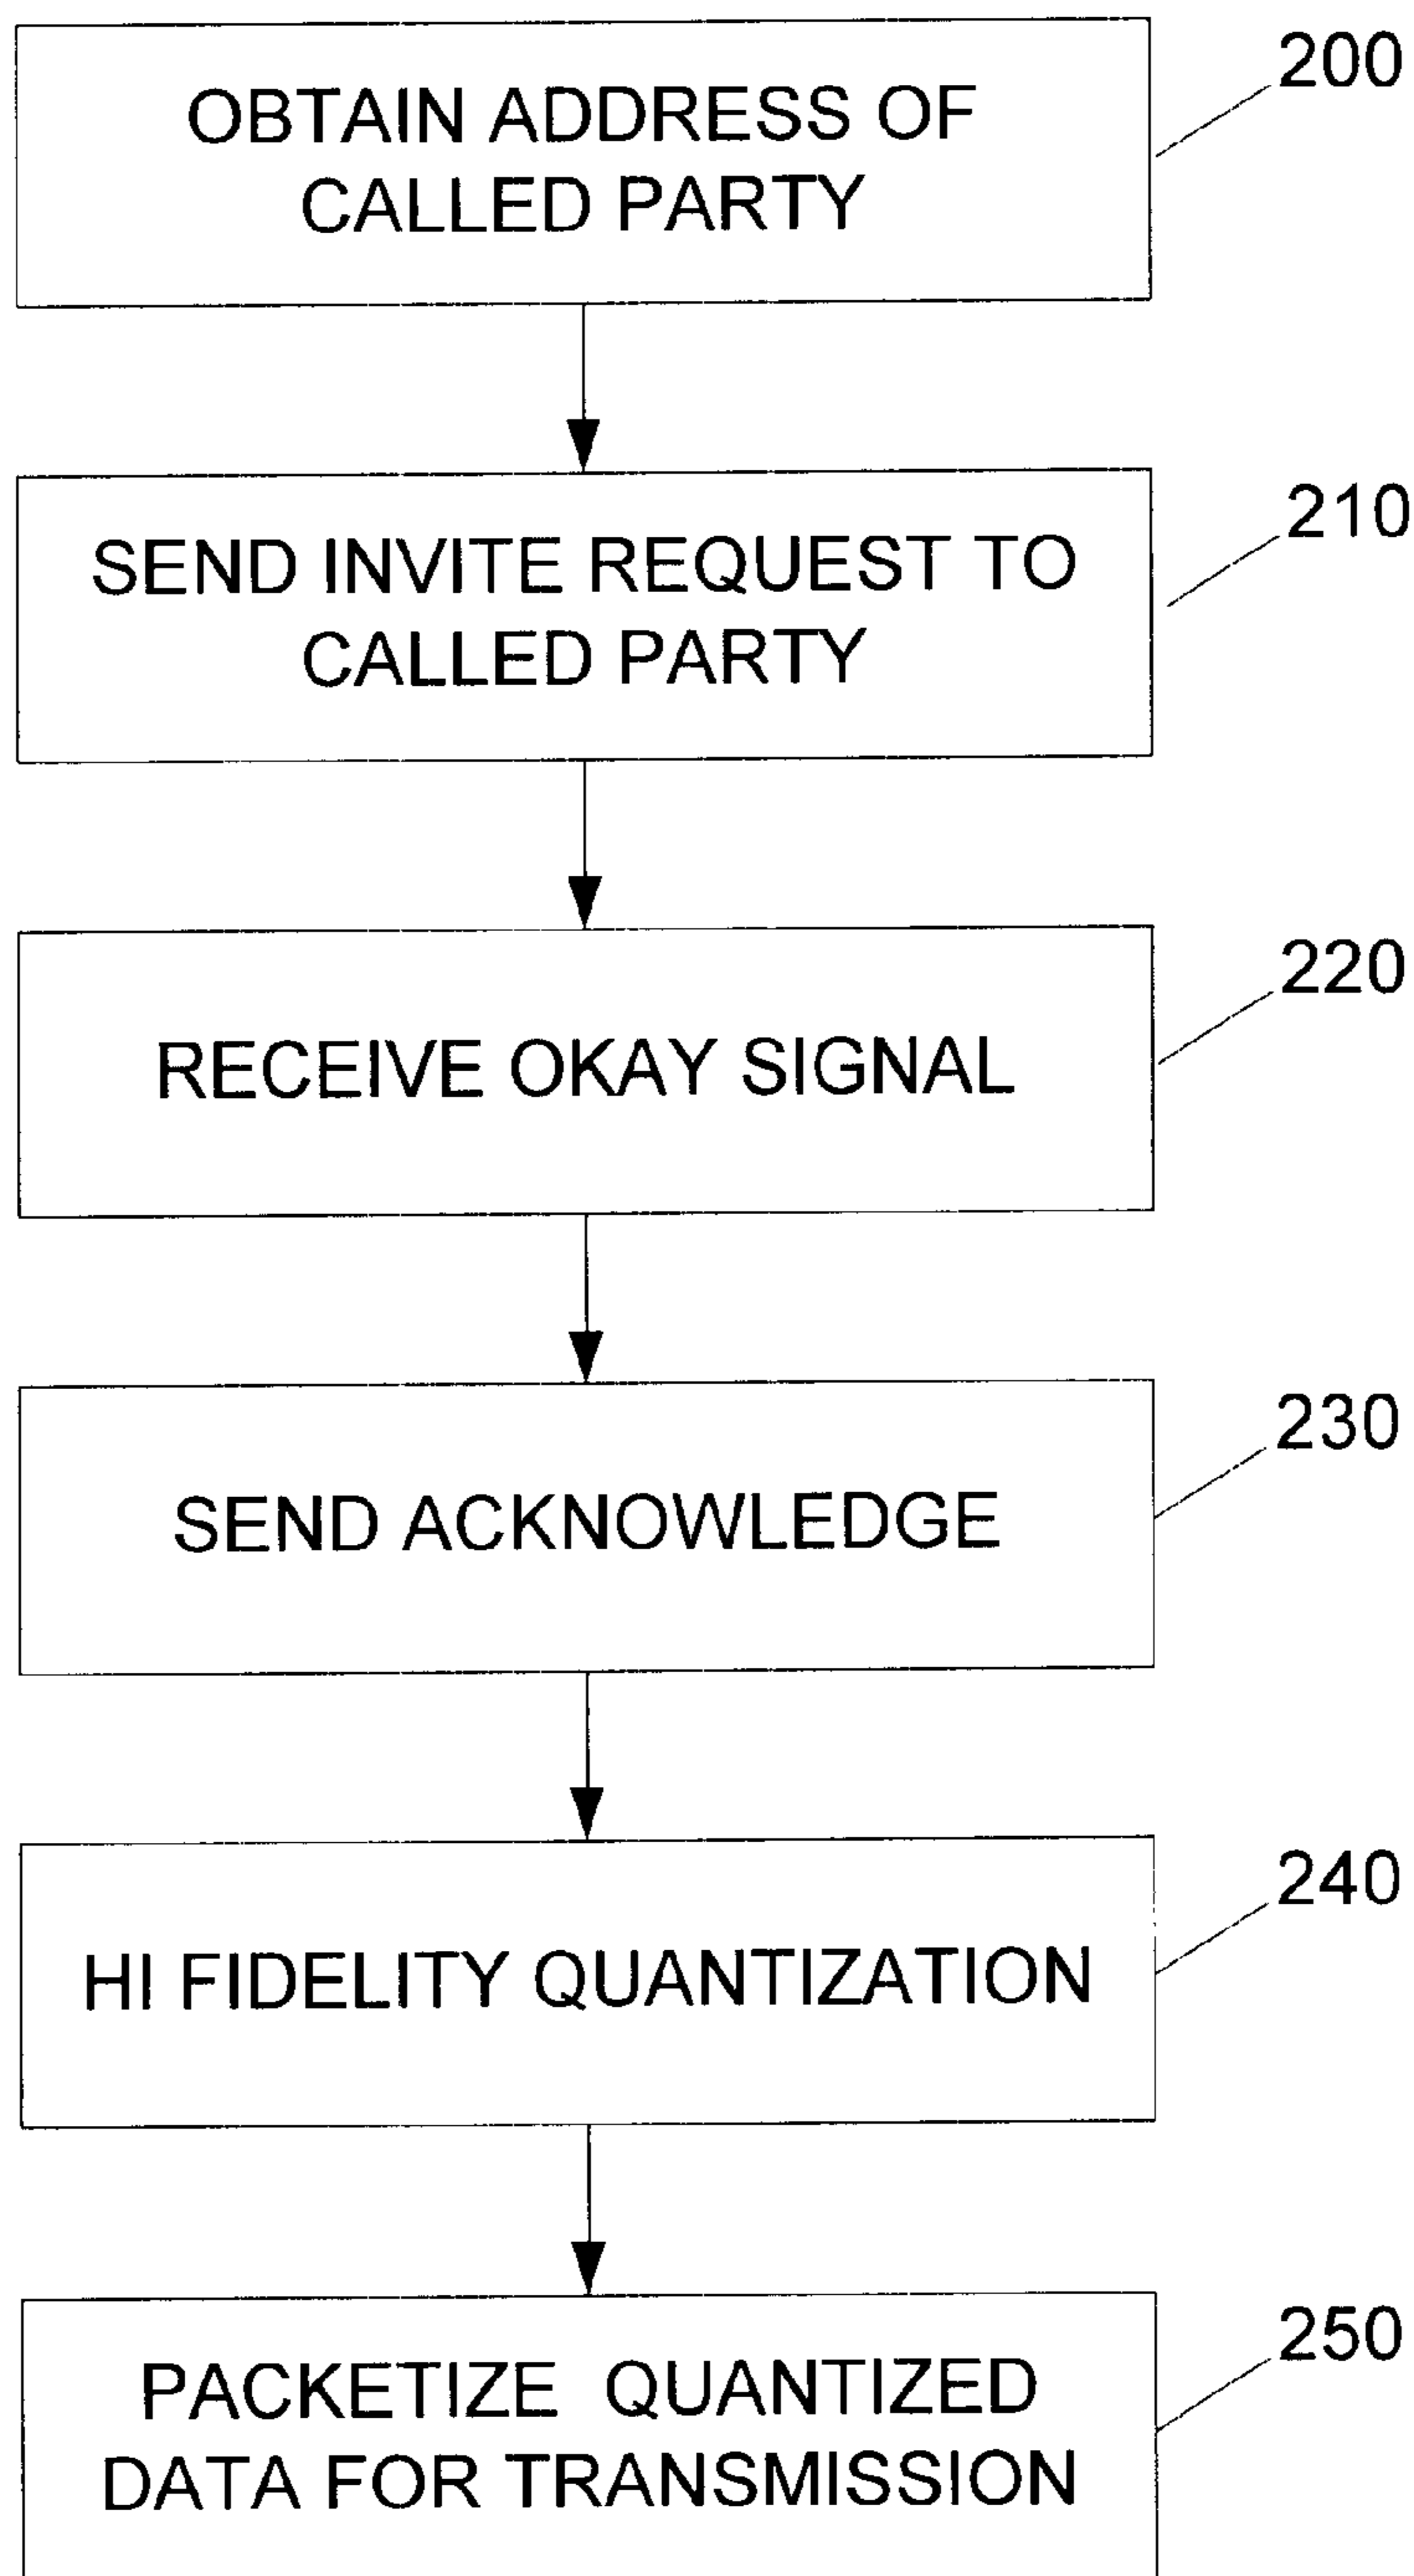 OBTAIN ADDRESS OF
CALLED PARTY
200
SEND INVITE REQUEST TO
CALLED PARTY
210
RECEIVE OKAY SIGNAL
220
SEND ACKNOWLEDGE
230
HI FIDELITY QUANTIZATION
240
PACKETIZE QUANTIZED
DATA FOR TRANSMISSION
250